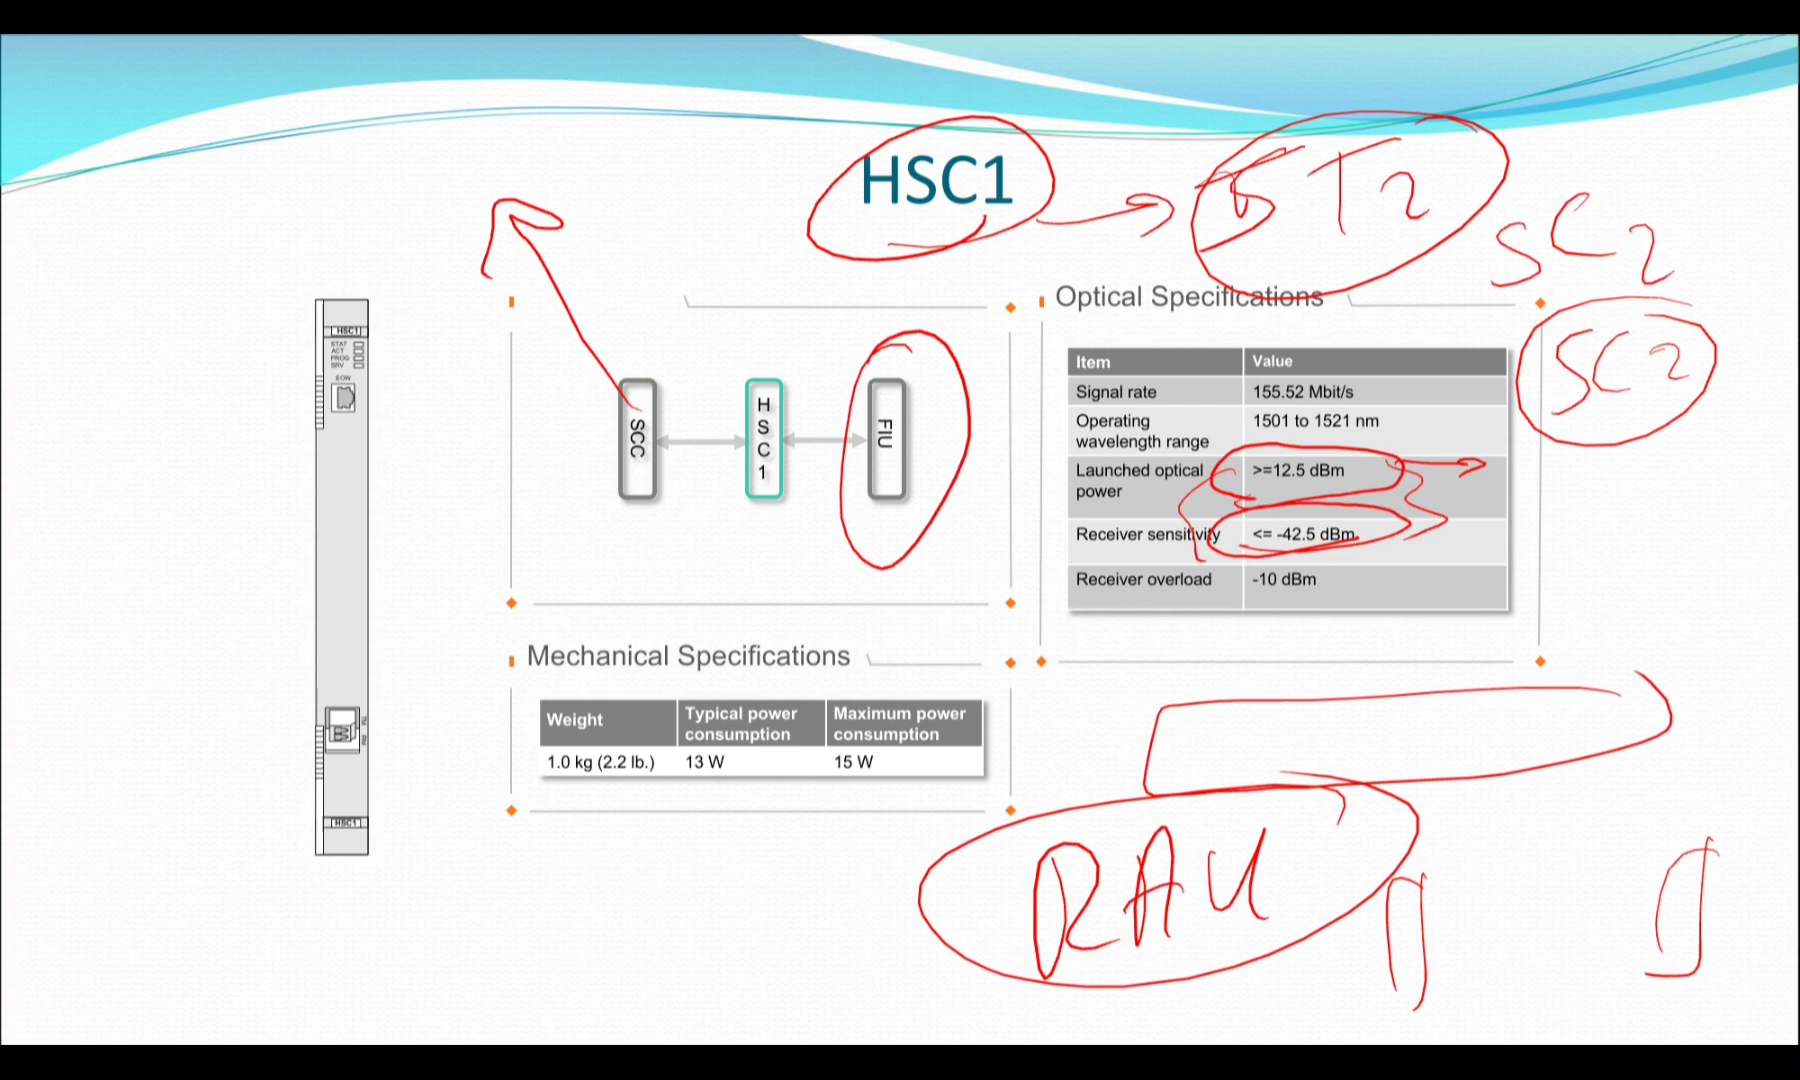 HSC1
ST2
SC2
SC2
HSC1
STAT
ACT
PROG
SRV
EOW
HSC1
SCC
HSC1
FIU
Optical Specifications
Item Value
Signal rate 155.52 Mbit/s
Operating wavelength range 1501 to 1521 nm
Launched optical power >=12.5 dBm
Receiver sensitivity <= -42.5 dBm
Receiver overload -10 dBm
Mechanical Specifications
Weight Typical power consumption Maximum power consumption
1.0 kg (2.2 lb.) 13 W 15 W
RAU